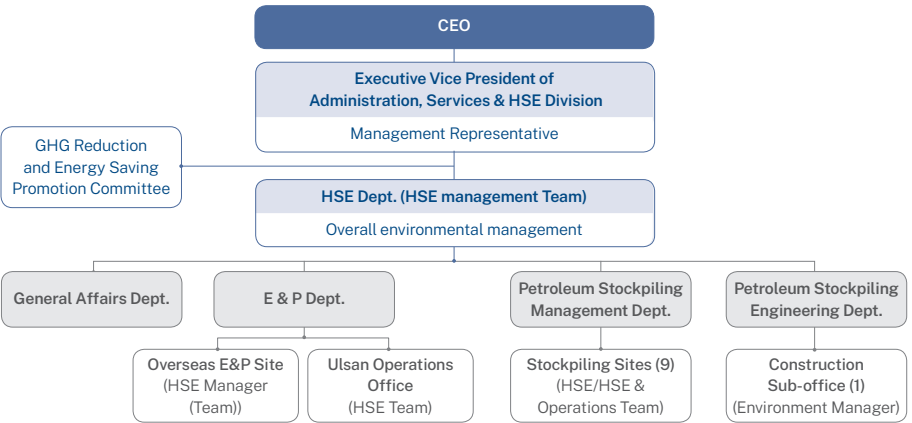 CEO
Executive Vice President of
Administration, Services & HSE Division
Management Representative
GHG Reduction
and Energy Saving
Promotion Committee
HSE Dept. (HSE management Team)
Overall environmental management
General Affairs Dept.
E & P Dept.
Petroleum Stockpiling
Management Dept.
Petroleum Stockpiling
Engineering Dept.
Overseas E&P Site
(HSE Manager
(Team))
Ulsan Operations
Office
(HSE Team)
Stockpiling Sites (9)
(HSE/HSE &
Operations Team)
Construction
Sub-office (1)
(Environment Manager)